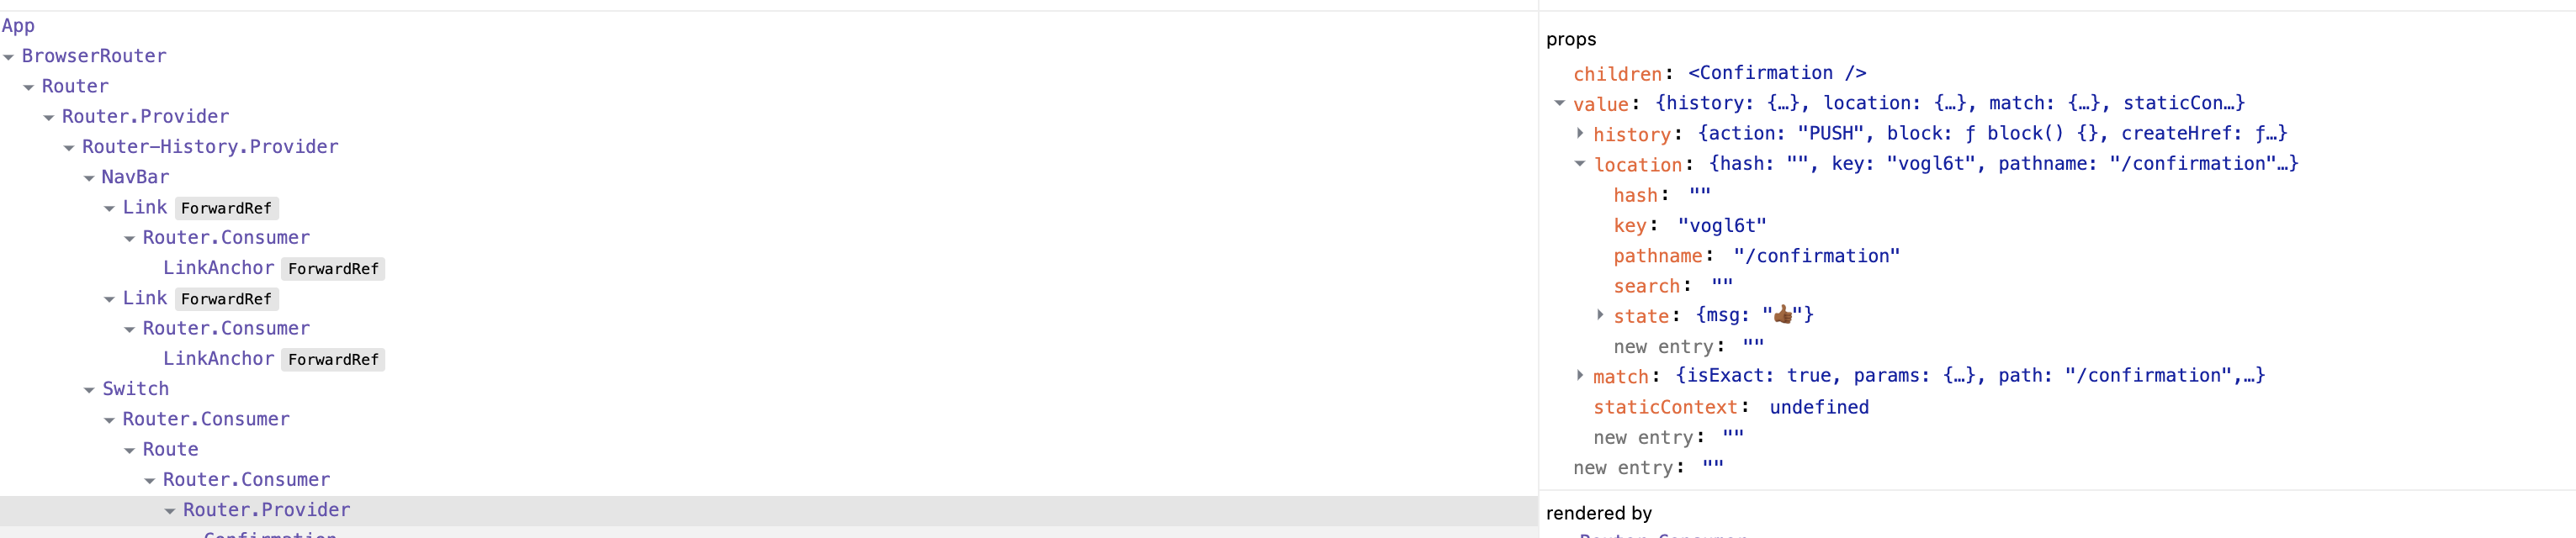 App
BrowserRouter
Router
Router.Provider
Router-History.Provider
NavBar
Link ForwardRef
Router.Consumer
LinkAnchor ForwardRef
Link ForwardRef
Router.Consumer
LinkAnchor ForwardRef
Switch
Router.Consumer
Route
Router.Consumer
Router.Provider
Confirmation
props
children: <Confirmation />
value: {history: {…}, location: {…}, match: {…}, staticCon…}
history: {action: "PUSH", block: ƒ block() {}, createHref: ƒ…}
location: {hash: "", key: "vogl6t", pathname: "/confirmation"…}
hash: ""
key: "vogl6t"
pathname: "/confirmation"
search: ""
state: {msg: "👍🏾"}
new entry: ""
match: {isExact: true, params: {…}, path: "/confirmation",…}
staticContext: undefined
new entry: ""
new entry: ""
rendered by
Router.Consumer